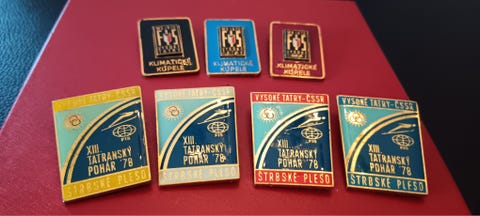 KLIMATICKÉ
KÚPELE
KLIMATICKÉ
KÚPELE
KLIMATICKÉ
KÚPELE
VYSOKÉ TATRY-ČSSR
XIII
TATRANSKÝ
POHÁR '78
ŠTRBSKÉ PLESO
VYSOKÉ TATRY-ČSSR
XIII
TATRANSKÝ
POHÁR '78
ŠTRBSKÉ PLESO
VYSOKÉ TATRY-ČSSR
XIII
TATRANSKÝ
POHÁR '78
ŠTRBSKÉ PLESO
VYSOKÉ TATRY-ČSSR
XIII
TATRANSKÝ
POHÁR '78
ŠTRBSKÉ PLESO